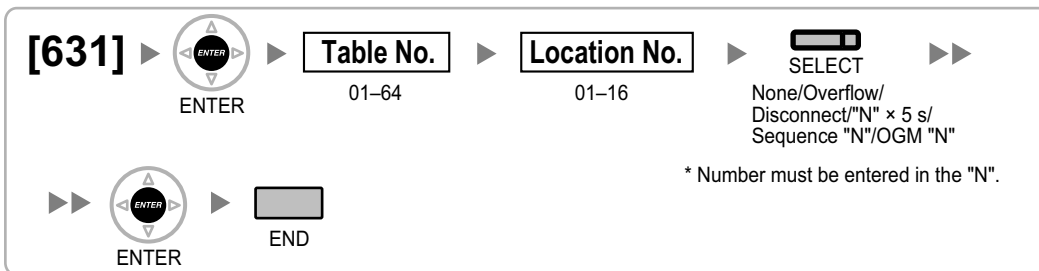 [631] ENTER Table No. Location No.
ENTER 01–64 01–16 SELECT
None/Overflow/
Disconnect/"N" × 5 s/
Sequence "N"/OGM "N"
* Number must be entered in the "N".
ENTER
ENTER END